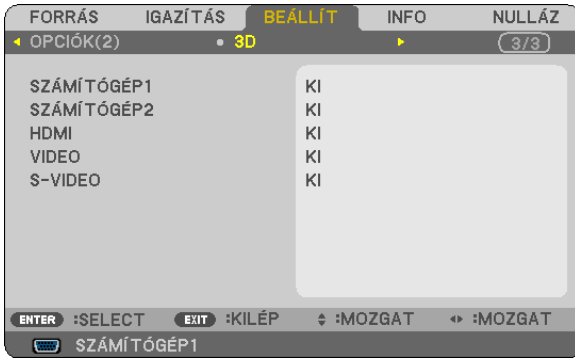 FORRÁS IGAZÍTÁS BEÁLLÍT INFO NULLÁZ
OPCIÓK(2) 3D 3/3
SZÁMÍTÓGÉP1 KI
SZÁMÍTÓGÉP2 KI
HDMI KI
VIDEO KI
S-VIDEO KI
ENTER :SELECT EXIT :KILÉP :MOZGAT :MOZGAT
SZÁMÍTÓGÉP1